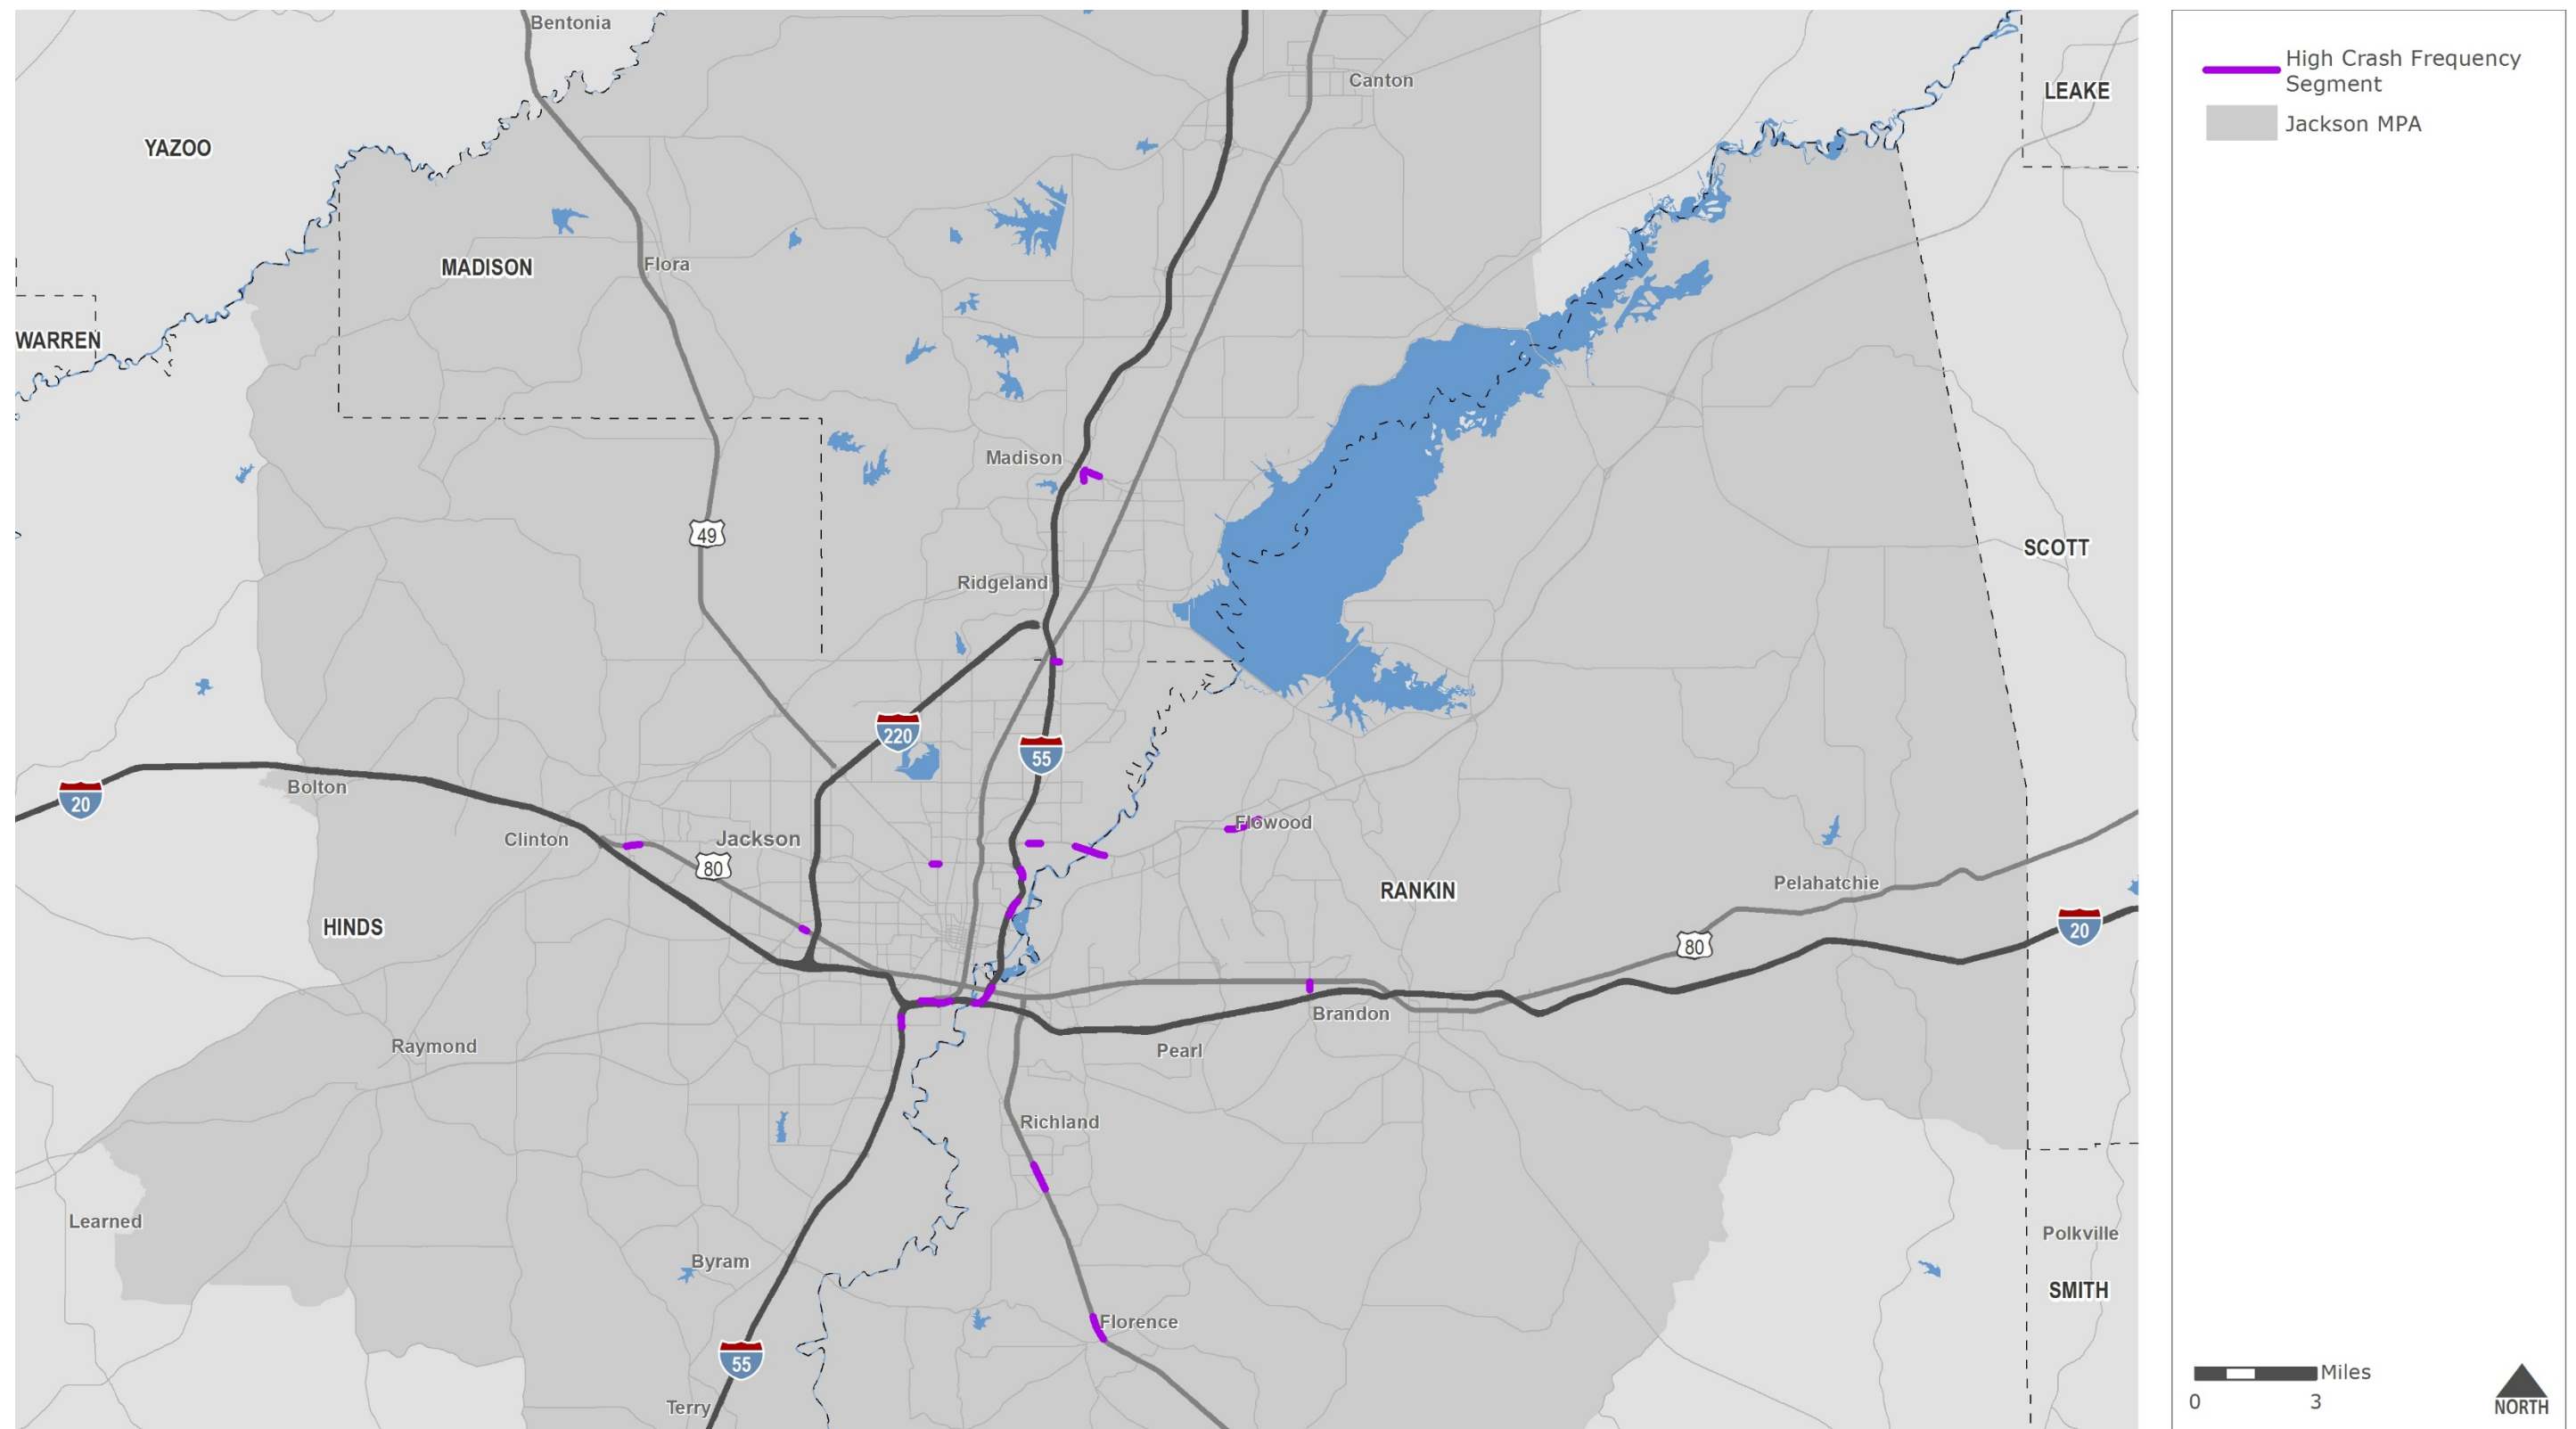 Bentonia
Canton
LEAKE
YAZOO
MADISON
Flora
WARREN
Madison
49
SCOTT
Ridgeland
220
55
20
Bolton
Clinton
Jackson
80
Flowood
RANKIN
Pelahatchie
HINDS
80
20
Brandon
Raymond
Pearl
Richland
Learned
Polkville
Byram
SMITH
Florence
55
Terry
High Crash Frequency
Segment
Jackson MPA
Miles
0
3
NORTH